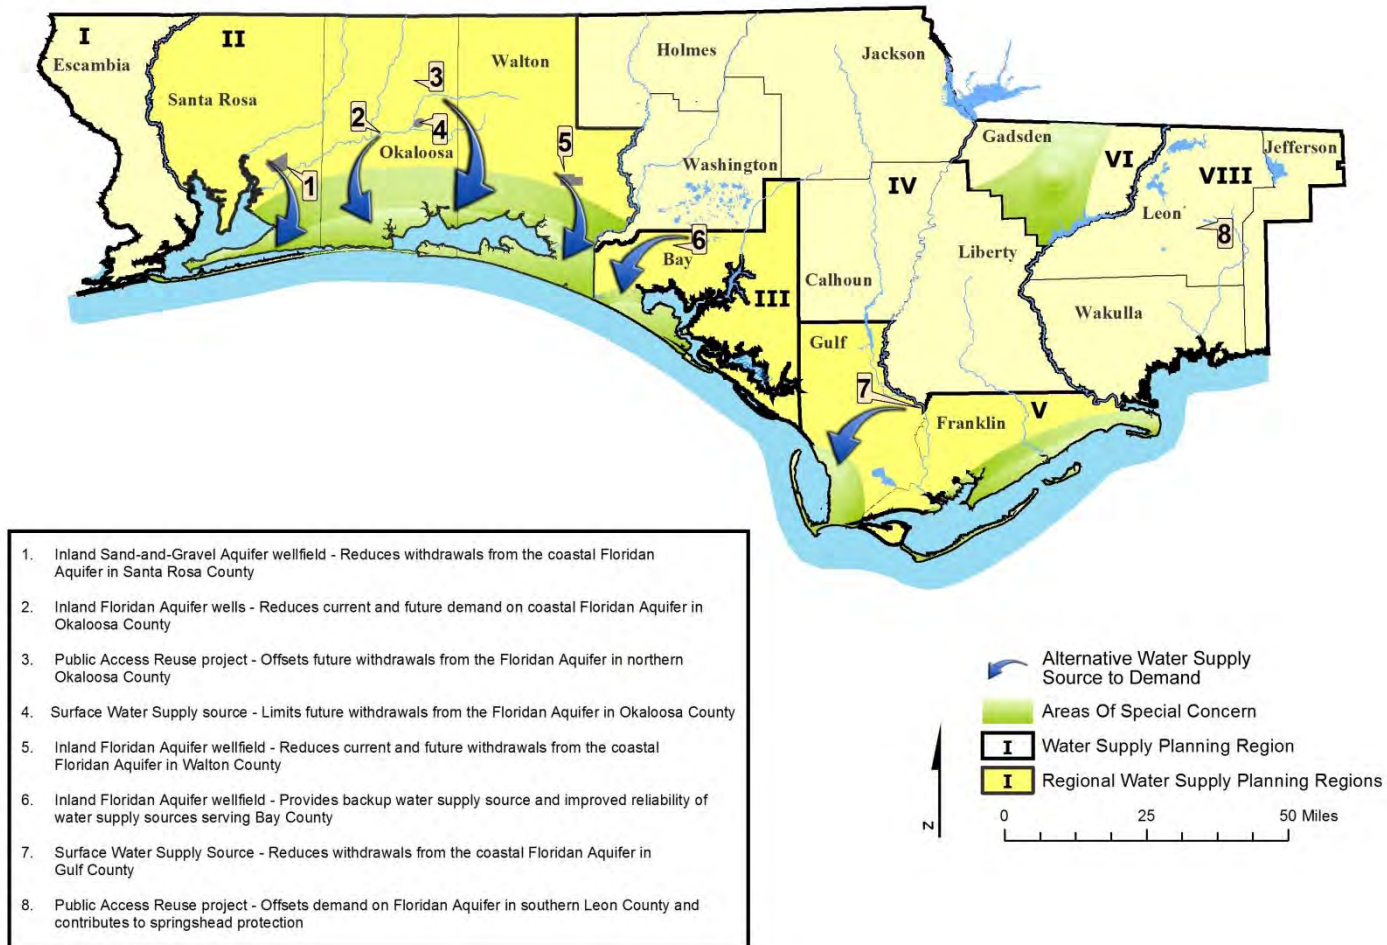 I
Escambia
II
Santa Rosa
Okaloosa
Walton
Holmes
Jackson
Washington
Gadsden
VI
Jefferson
VIII
Leon
IV
Liberty
Calhoun
Bay
III
Wakulla
Gulf
Franklin
V
1
2
3
4
5
6
7
8
1. Inland Sand-and-Gravel Aquifer wellfield - Reduces withdrawals from the coastal Floridan
Aquifer in Santa Rosa County
2. Inland Floridan Aquifer wells - Reduces current and future demand on coastal Floridan Aquifer in
Okaloosa County
3. Public Access Reuse project - Offsets future withdrawals from the Floridan Aquifer in northern
Okaloosa County
4. Surface Water Supply source - Limits future withdrawals from the Floridan Aquifer in Okaloosa County
5. Inland Floridan Aquifer wellfield - Reduces current and future withdrawals from the coastal
Floridan Aquifer in Walton County
6. Inland Floridan Aquifer wellfield - Provides backup water supply source and improved reliability of
water supply sources serving Bay County
7. Surface Water Supply Source - Reduces withdrawals from the coastal Floridan Aquifer in
Gulf County
8. Public Access Reuse project - Offsets demand on Floridan Aquifer in southern Leon County and
contributes to springshead protection
Alternative Water Supply
Source to Demand
Areas Of Special Concern
I Water Supply Planning Region
I Regional Water Supply Planning Regions
0 25 50 Miles
N